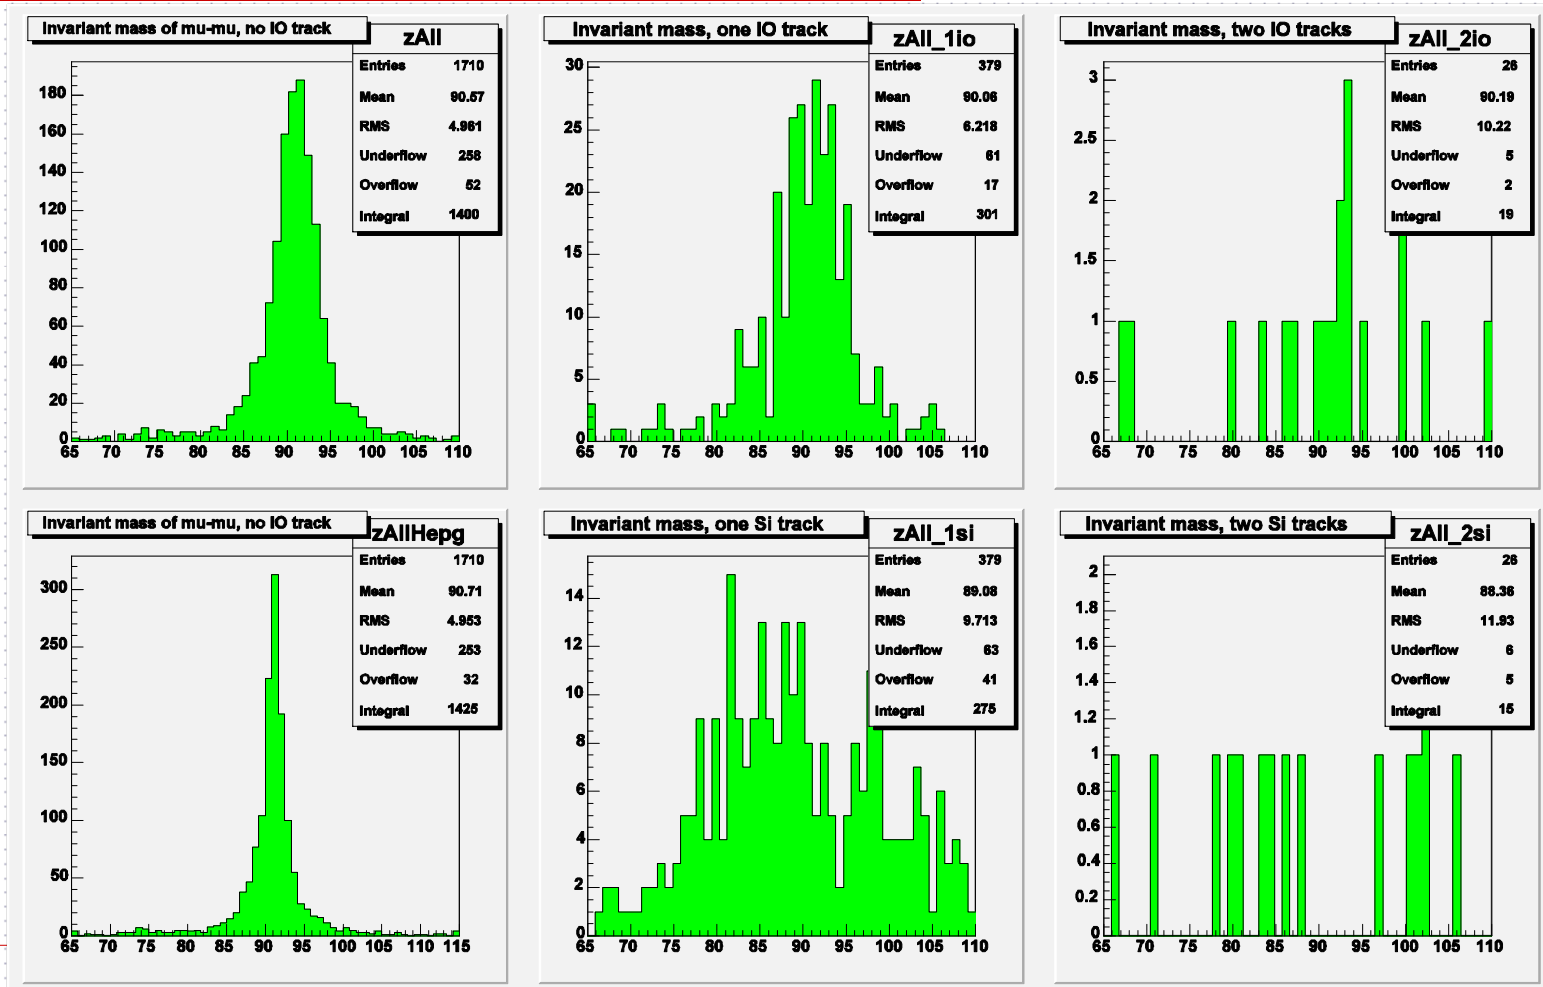 Invariant mass of mu-mu, no IO track
zAll
Entries 1710
Mean 90.57
RMS 4.961
Underflow 258
Overflow 52
Integral 1400
180
160
140
120
100
80
60
40
20
0
65 70 75 80 85 90 95 100 105 110
Invariant mass, one IO track
zAll_1io
Entries 379
Mean 90.06
RMS 6.218
Underflow 61
Overflow 17
Integral 301
30
25
20
15
10
5
0
65 70 75 80 85 90 95 100 105 110
Invariant mass, two IO tracks
zAll_2io
Entries 26
Mean 90.19
RMS 10.22
Underflow 5
Overflow 2
Integral 19
3
2.5
2
1.5
1
0.5
0
65 70 75 80 85 90 95 100 105 110
Invariant mass of mu-mu, no IO track
zAllHepg
Entries 1710
Mean 90.71
RMS 4.953
Underflow 253
Overflow 32
Integral 1425
300
250
200
150
100
50
0
65 70 75 80 85 90 95 100 105 110 115
Invariant mass, one Si track
zAll_1si
Entries 379
Mean 89.08
RMS 9.713
Underflow 63
Overflow 41
Integral 275
14
12
10
8
6
4
2
0
65 70 75 80 85 90 95 100 105 110
Invariant mass, two Si tracks
zAll_2si
Entries 26
Mean 88.36
RMS 11.93
Underflow 6
Overflow 5
Integral 15
2
1.8
1.6
1.4
1.2
1
0.8
0.6
0.4
0.2
0
65 70 75 80 85 90 95 100 105 110